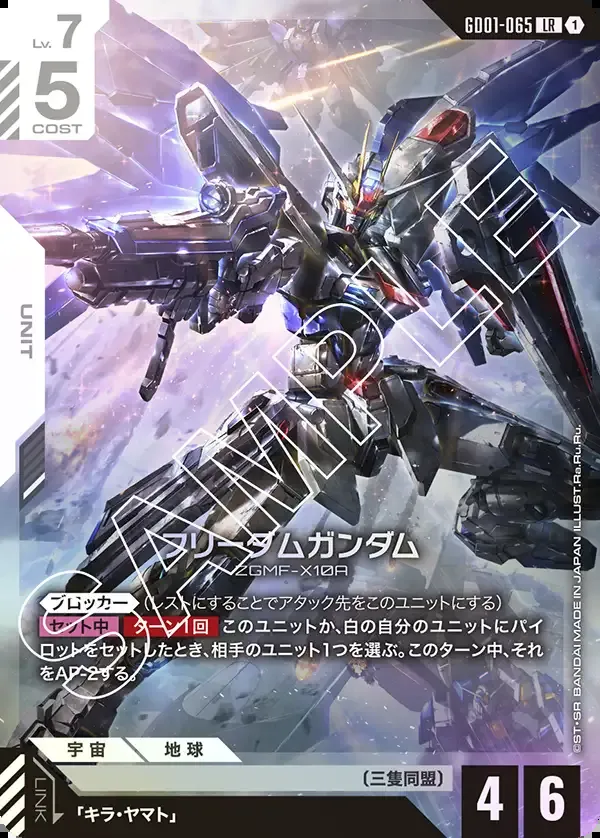 Lv. 7
5
COST
GD01-065 LR 1
UNIT
SAMPLE
フリーダムガンダム
ZGMF-X10A
ブロッカー (レストにすることでアタック先をこのユニットにする)
セット中 ターン1回 このユニットか、白の自分のユニットにパイ
ロットをセットしたとき、相手のユニット1つを選ぶ。このターン中、それ
をAP-2する。
©ST・SR BANDAI MADE IN JAPAN ILLUST.Ra.Ru.Ru.
宇宙 地球
〔三隻同盟〕
LINK
「キラ・ヤマト」
4 6